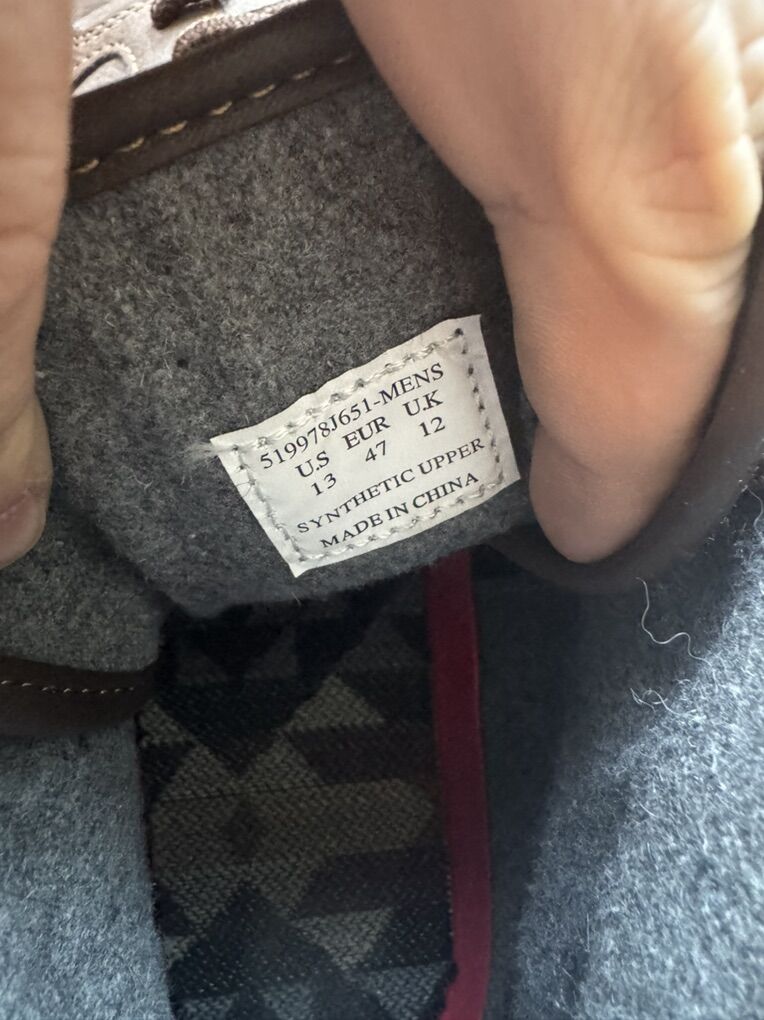 519978J651-MENS
U.S EUR U.K
13 47 12
SYNTHETIC UPPER
MADE IN CHINA